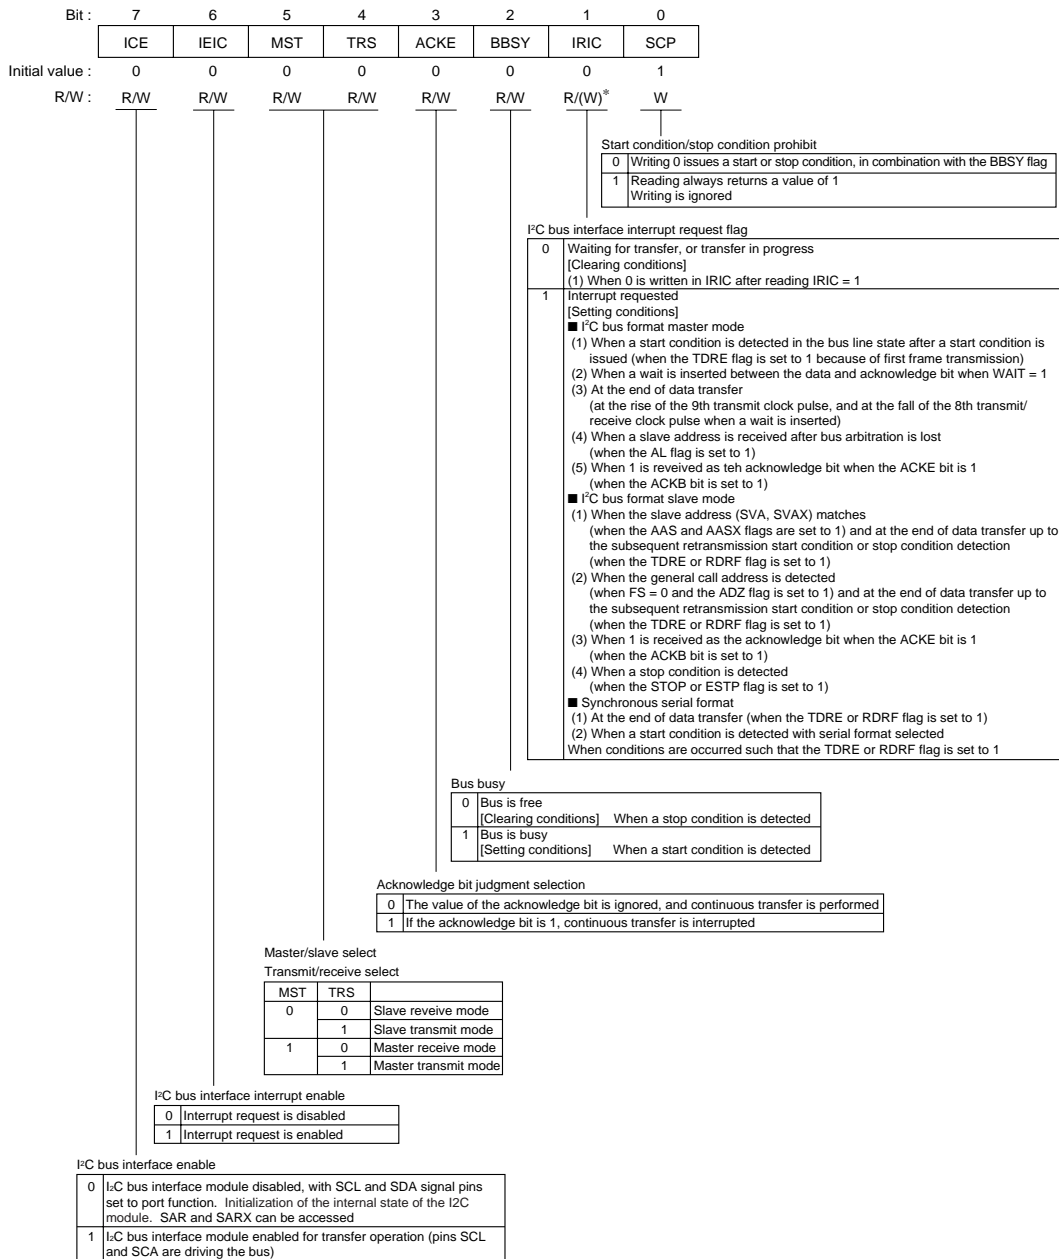 Bit : 7 6 5 4 3 2 1 0
ICE IEIC MST TRS ACKE BBSY IRIC SCP
Initial value : 0 0 0 0 0 0 0 1
R/W : R/W R/W R/W R/W R/W R/W R/(W)* W
Start condition/stop condition prohibit
0 Writing 0 issues a start or stop condition, in combination with the BBSY flag
1 Reading always returns a value of 1
Writing is ignored
I²C bus interface interrupt request flag
0 Waiting for transfer, or transfer in progress
[Clearing conditions]
(1) When 0 is written in IRIC after reading IRIC = 1
1 Interrupt requested
[Setting conditions]
■ I²C bus format master mode
(1) When a start condition is detected in the bus line state after a start condition is
issued (when the TDRE flag is set to 1 because of first frame transmission)
(2) When a wait is inserted between the data and acknowledge bit when WAIT = 1
(3) At the end of data transfer
(at the rise of the 9th transmit clock pulse, and at the fall of the 8th transmit/
receive clock pulse when a wait is inserted)
(4) When a slave address is received after bus arbitration is lost
(when the AL flag is set to 1)
(5) When 1 is reveived as teh acknowledge bit when the ACKE bit is 1
(when the ACKB bit is set to 1)
■ I²C bus format slave mode
(1) When the slave address (SVA, SVAX) matches
(when the AAS and AASX flags are set to 1) and at the end of data transfer up to
the subsequent retransmission start condition or stop condition detection
(when the TDRE or RDRF flag is set to 1)
(2) When the general call address is detected
(when FS = 0 and the ADZ flag is set to 1) and at the end of data transfer up to
the subsequent retransmission start condition or stop condition detection
(when the TDRE or RDRF flag is set to 1)
(3) When 1 is received as the acknowledge bit when the ACKE bit is 1
(when the ACKB bit is set to 1)
(4) When a stop condition is detected
(when the STOP or ESTP flag is set to 1)
■ Synchronous serial format
(1) At the end of data transfer (when the TDRE or RDRF flag is set to 1)
(2) When a start condition is detected with serial format selected
When conditions are occurred such that the TDRE or RDRF flag is set to 1
Bus busy
0 Bus is free
[Clearing conditions] When a stop condition is detected
1 Bus is busy
[Setting conditions] When a start condition is detected
Acknowledge bit judgment selection
0 The value of the acknowledge bit is ignored, and continuous transfer is performed
1 If the acknowledge bit is 1, continuous transfer is interrupted
Master/slave select
Transmit/receive select
MST TRS
0 0 Slave reveive mode
1 Slave transmit mode
1 0 Master receive mode
1 Master transmit mode
I²C bus interface interrupt enable
0 Interrupt request is disabled
1 Interrupt request is enabled
I²C bus interface enable
0 I₂C bus interface module disabled, with SCL and SDA signal pins
set to port function. Initialization of the internal state of the I2C
module. SAR and SARX can be accessed
1 I₂C bus interface module enabled for transfer operation (pins SCL
and SCA are driving the bus)